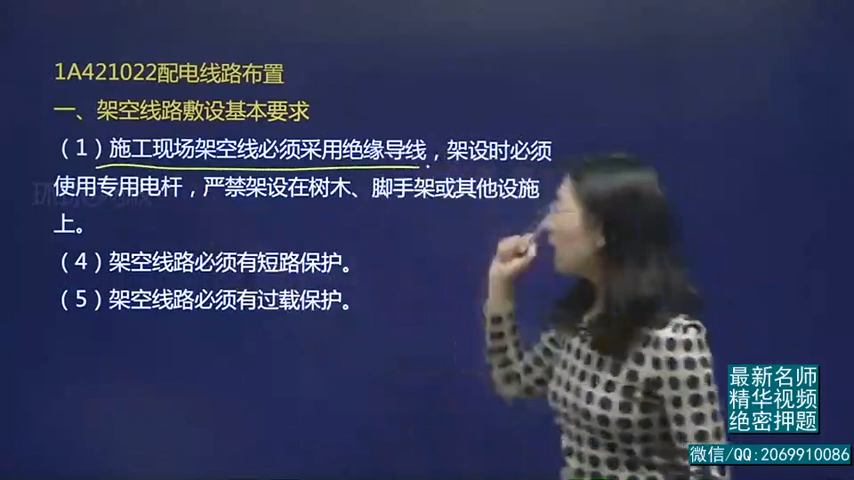 1A421022配电线路布置
一、架空线路敷设基本要求
（1）施工现场架空线必须采用绝缘导线，架设时必须
使用专用电杆，严禁架设在树木、脚手架或其他设施
上。
（4）架空线路必须有短路保护。
（5）架空线路必须有过载保护。
最新名师
精华视频
绝密押题
微信/QQ:2069910086